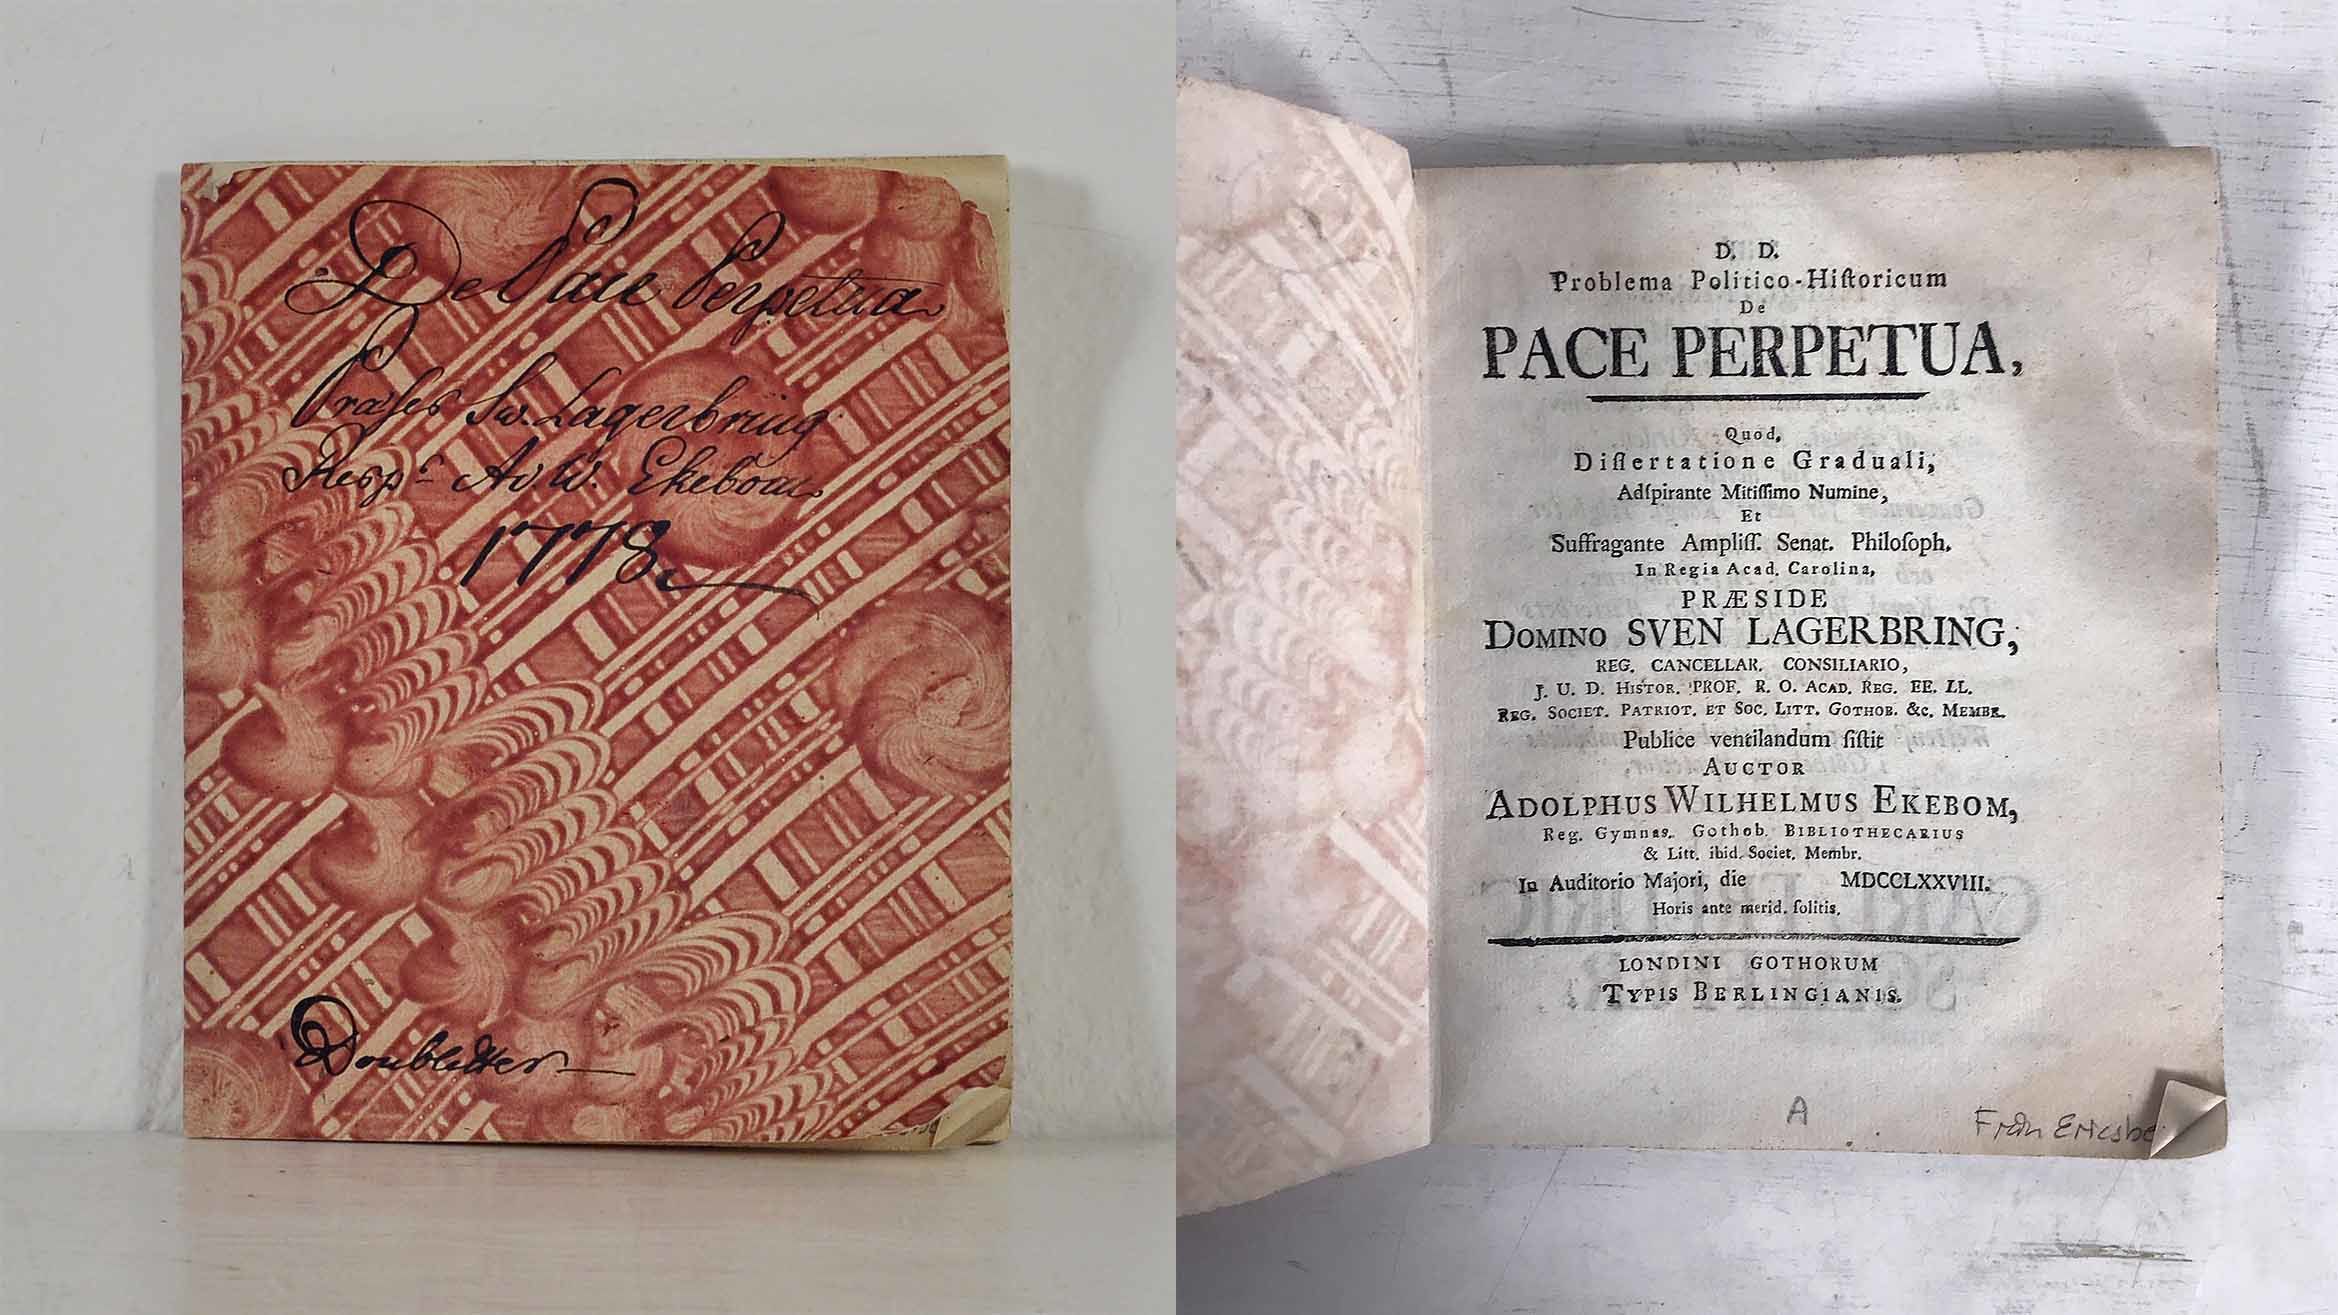 De Pace Perpetua
Præses Sv. Lagerbring
Resp. Ad. W. Ekebom
1778.
Doubletter
D. D.
Problema Politico-Hiſtoricum
De
PACE PERPETUA,
Quod,
Diſſertatione Graduali,
Adſpirante Mitiſſimo Numine,
Et
Suffragante Ampliſſ. Senat. Philoſoph.
In Regia Acad. Carolina,
PRÆSIDE
DOMINO SVEN LAGERBRING,
REG. CANCELLAR. CONSILIARIO,
J. U. D. HISTOR. PROF. R. O. ACAD. REG. EE. LL.
REG. SOCIET. PATRIOT. ET SOC. LITT. GOTHOB. &c. MEMBR.
Publice ventilandum ſiſtit
AUCTOR
ADOLPHUS WILHELMUS EKEBOM,
Reg. Gymnas. Gothob. BIBLIOTHECARIUS
& Litt. ibid. Societ. Membr.
In Auditorio Majori, die MDCCLXXVIII.
Horis ante merid. ſolitis.
LONDINI GOTHORUM
TYPIS BERLINGIANIS.
A
Från Ericsbe